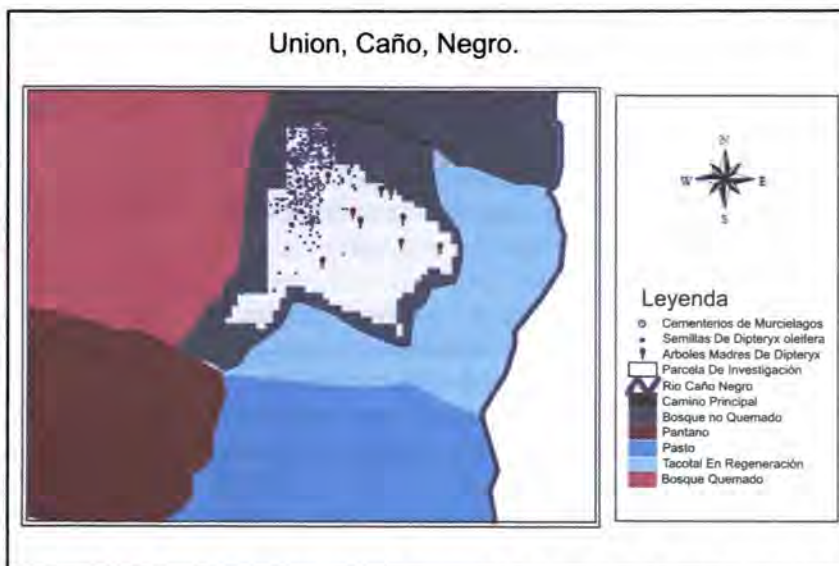 Union, Caño, Negro.
N
W E
S
Leyenda
Cementerios de Murcielagos
Semillas De Dipteryx oleifera
Arboles Madres De Dipteryx
Parcela De Investigación
Rio Caño Negro
Camino Principal
Bosque no Quemado
Pantano
Pasto
Tacotal En Regeneración
Bosque Quemado